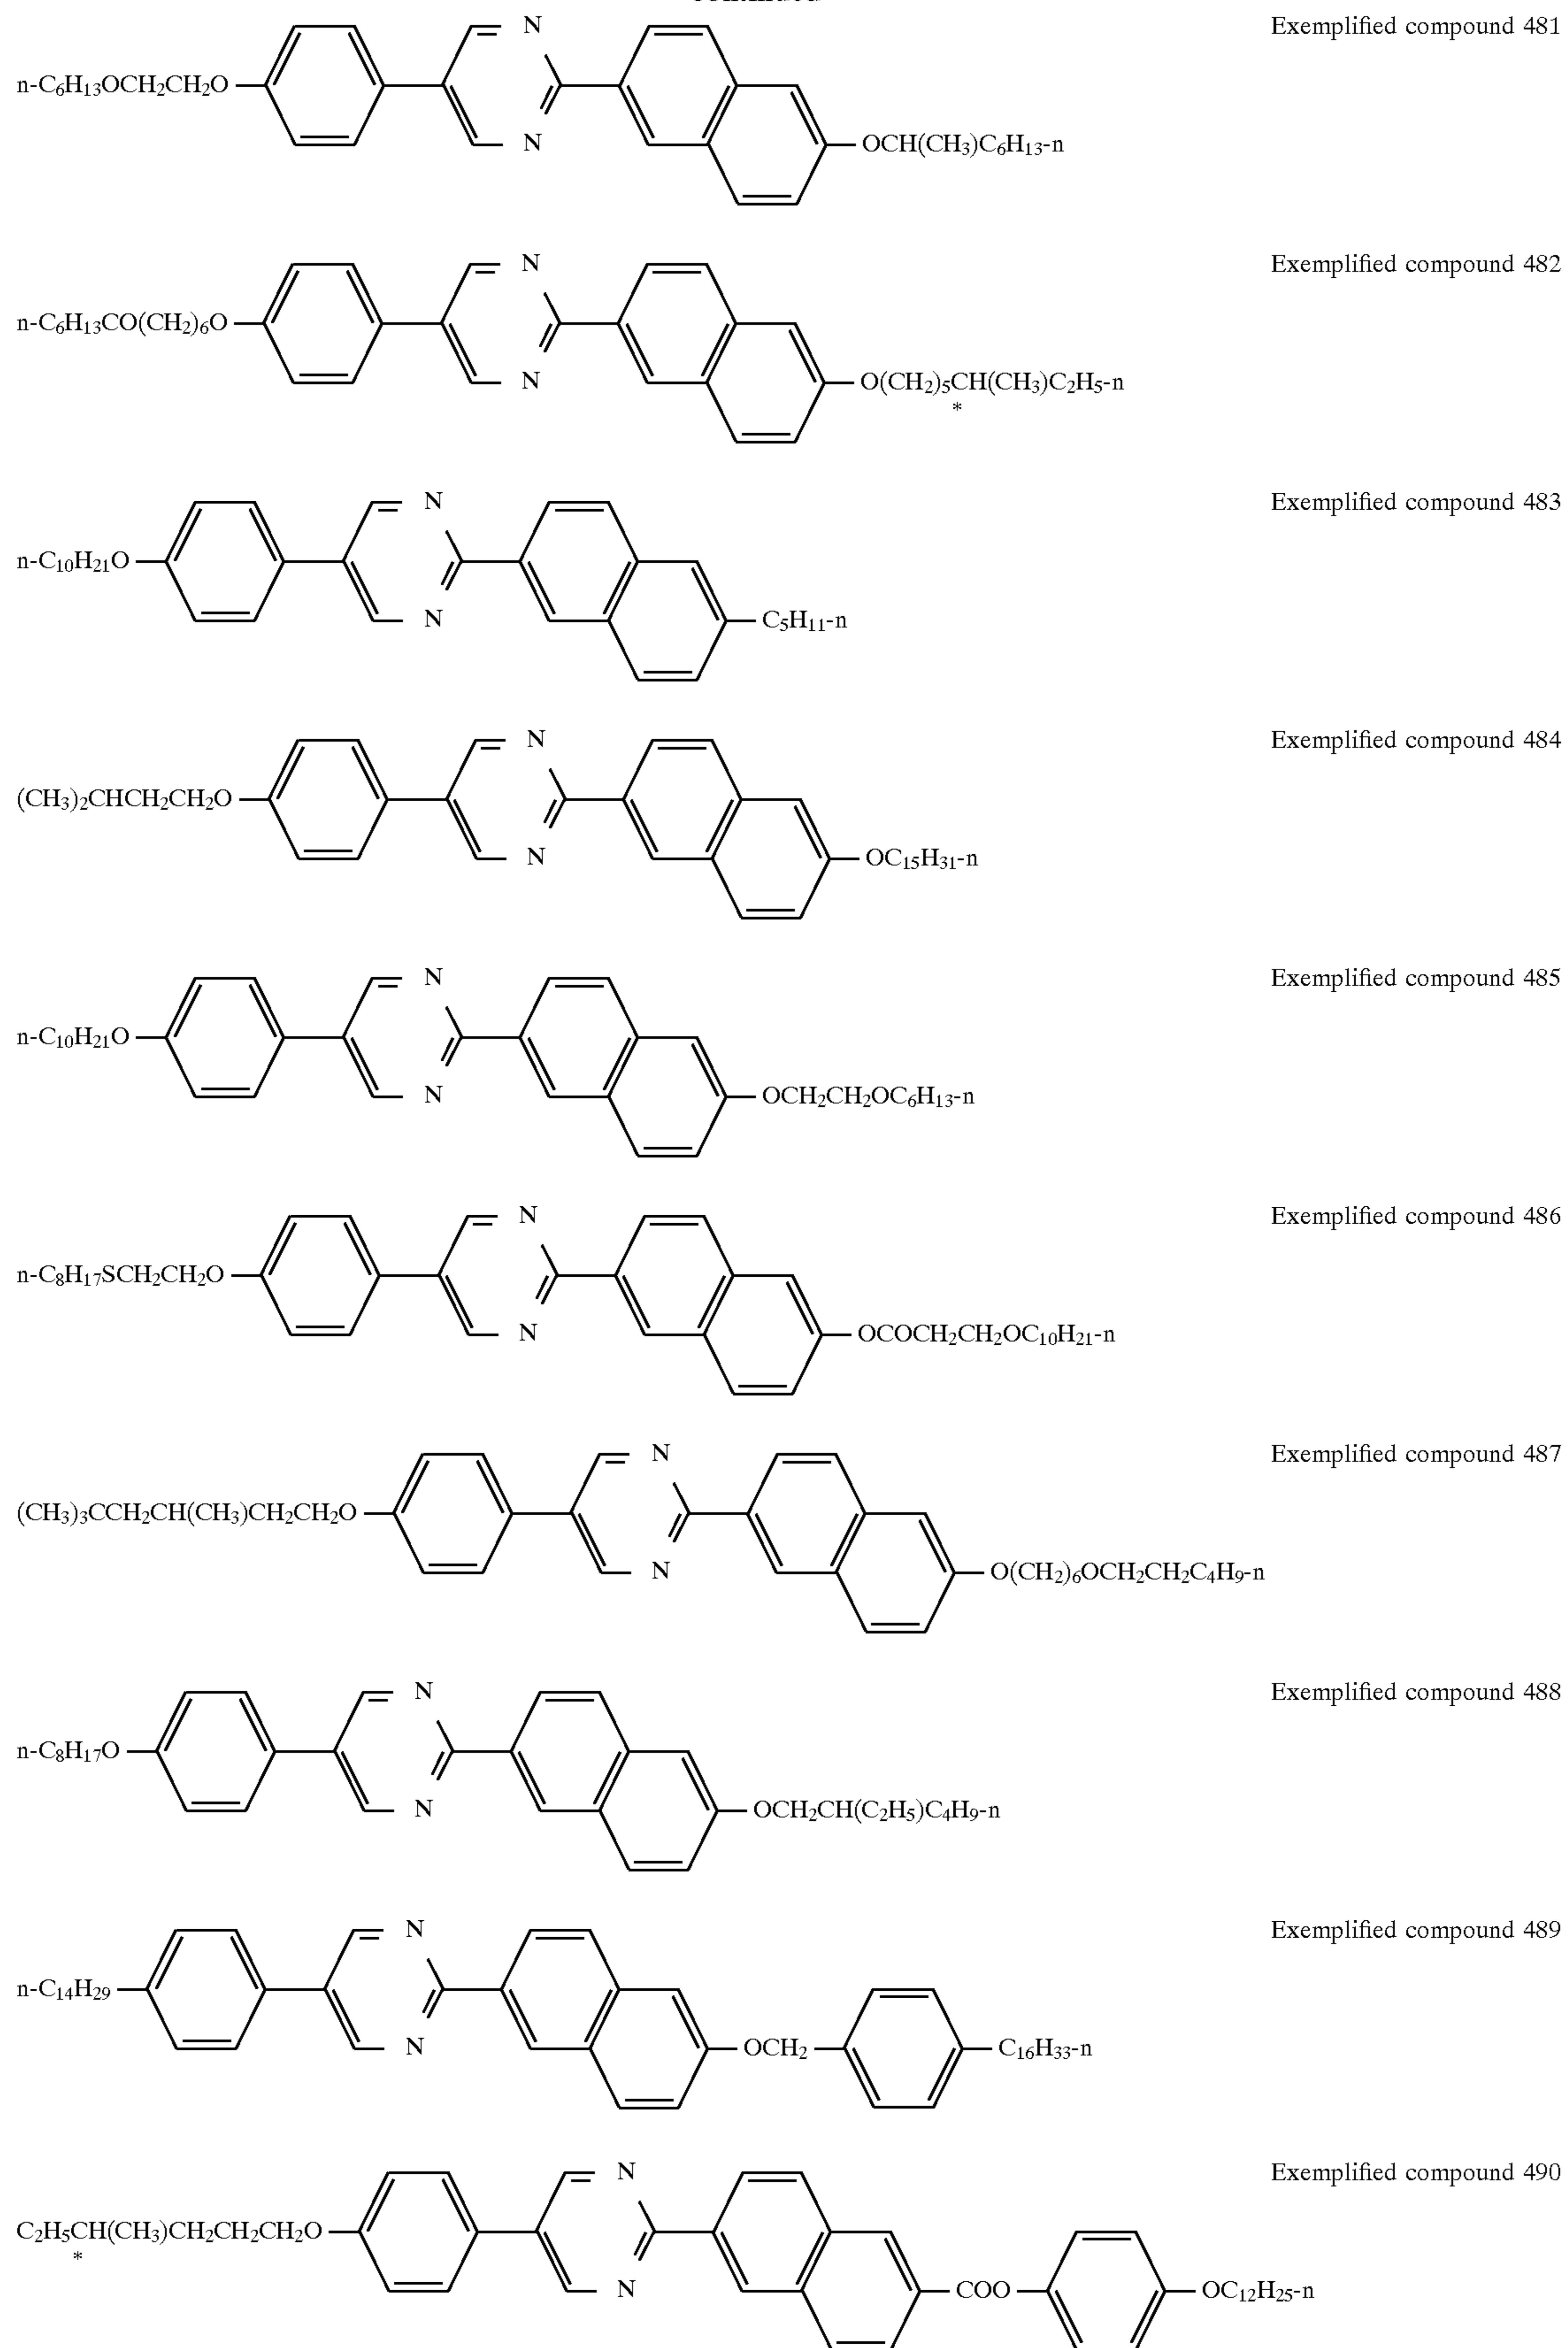 Exemplified compound 481
N
n-C6H13OCH2CH2O
N
OCH(CH3)C6H13-n
Exemplified compound 482
N
n-C6H13CO(CH2)6O
N
O(CH2)5CH(CH3)C2H5-n
*
Exemplified compound 483
N
n-C10H21O
N
C5H11-n
Exemplified compound 484
N
(CH3)2CHCH2CH2O
N
OC15H31-n
Exemplified compound 485
N
n-C10H21O
N
OCH2CH2OC6H13-n
Exemplified compound 486
N
n-C8H17SCH2CH2O
N
OCOCH2CH2OC10H21-n
Exemplified compound 487
N
(CH3)3CCH2CH(CH3)CH2CH2O
N
O(CH2)6OCH2CH2C4H9-n
Exemplified compound 488
N
n-C8H17O
N
OCH2CH(C2H5)C4H9-n
Exemplified compound 489
N
n-C14H29
N
OCH2
C16H33-n
Exemplified compound 490
N
C2H5CH(CH3)CH2CH2CH2O
*
N
COO
OC12H25-n